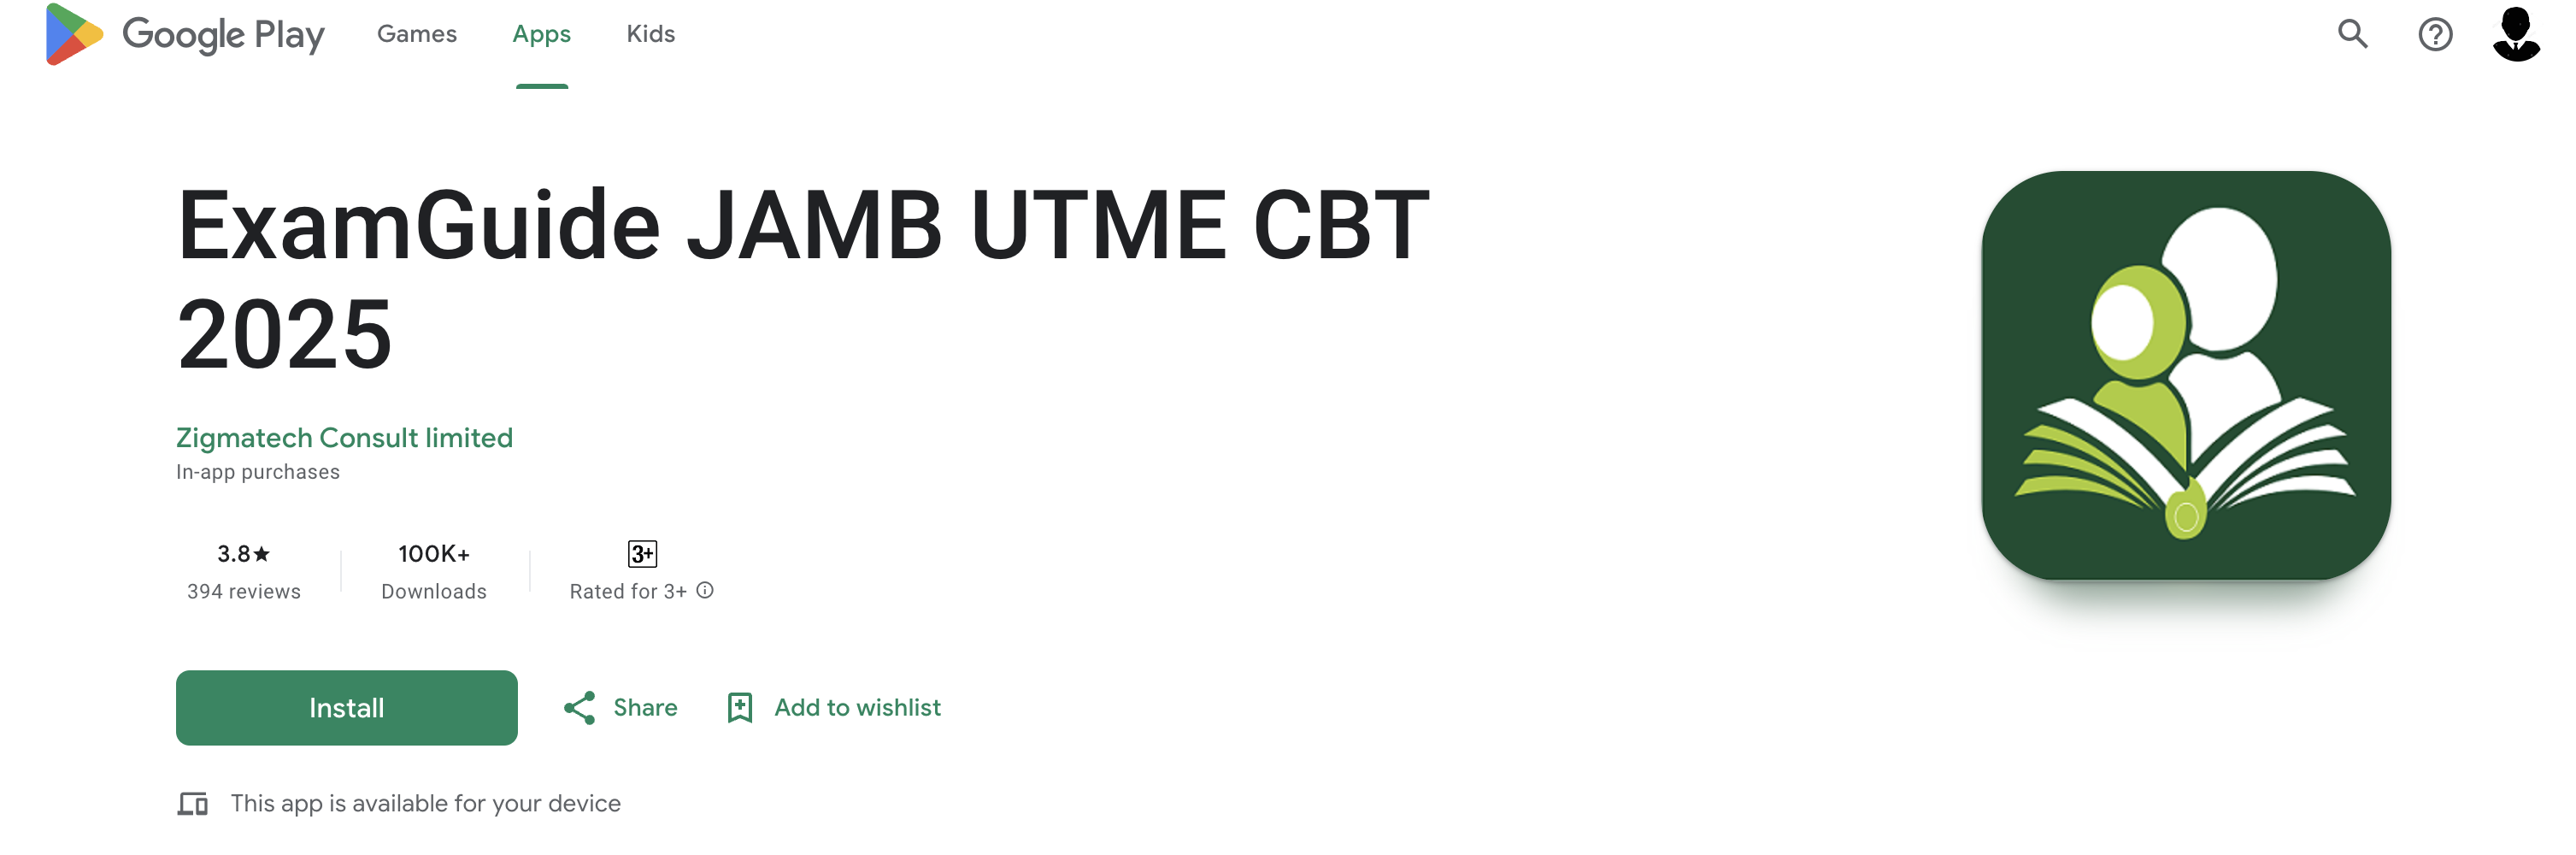 Google Play Games Apps Kids
ExamGuide JAMB UTME CBT
2025
Zigmatech Consult limited
In-app purchases
3.8★ 100K+ 3+
394 reviews Downloads Rated for 3+
Install Share Add to wishlist
This app is available for your device